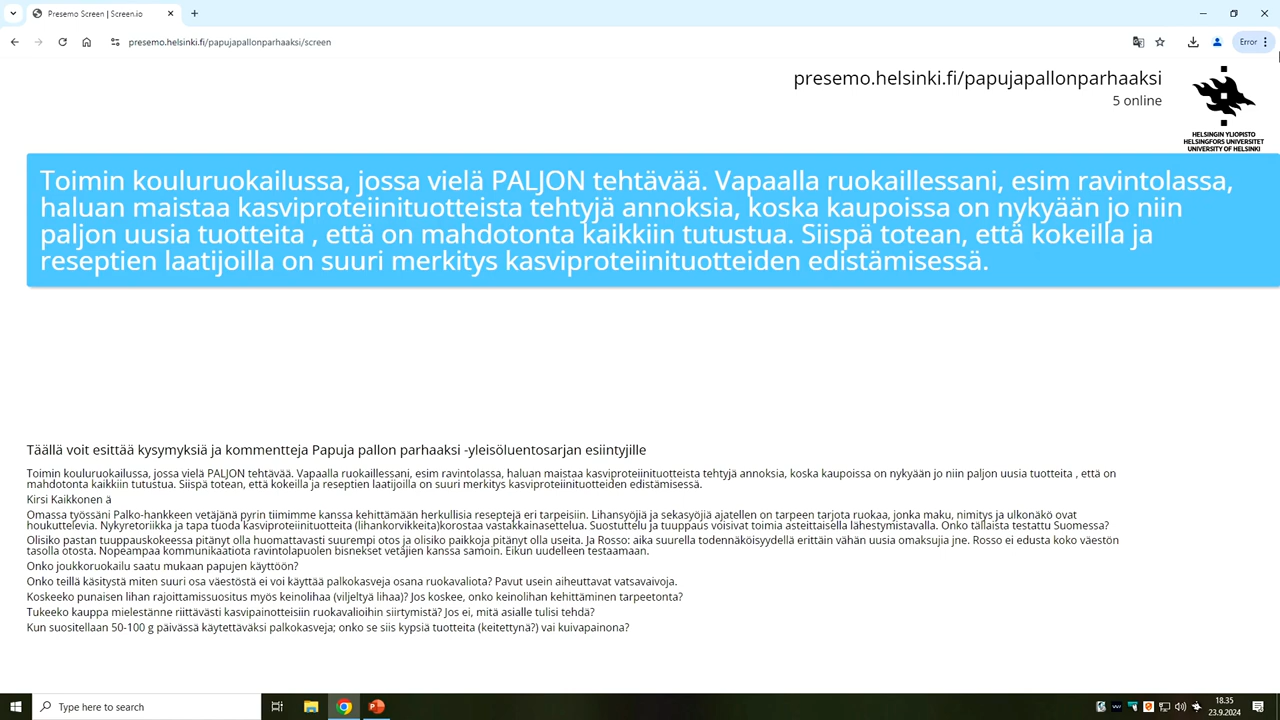 Presemo Screen | Screen.io
presemo.helsinki.fi/papujapallonparhaaksi/screen
Error
presemo.helsinki.fi/papujapallonparhaaksi
5 online
HELSINGIN YLIOPISTO
HELSINGFORS UNIVERSITET
UNIVERSITY OF HELSINKI
Toimin kouluruokailussa, jossa vielä PALJON tehtävää. Vapaalla ruokaillessani, esim ravintolassa,
haluan maistaa kasviproteiinituotteista tehtyjä annoksia, koska kaupoissa on nykyään jo niin
paljon uusia tuotteita , että on mahdotonta kaikkiin tutustua. Siispä totean, että kokeilla ja
reseptien laatijoilla on suuri merkitys kasviproteiinituotteiden edistämisessä.
Täällä voit esittää kysymyksiä ja kommentteja Papuja pallon parhaaksi -yleisöluentosarjan esiintyjille
Toimin kouluruokailussa, jossa vielä PALJON tehtävää. Vapaalla ruokaillessani, esim ravintolassa, haluan maistaa kasviproteiinituotteista tehtyjä annoksia, koska kaupoissa on nykyään jo niin paljon uusia tuotteita , että on
mahdotonta kaikkiin tutustua. Siispä totean, että kokeilla ja reseptien laatijoilla on suuri merkitys kasviproteiinituotteiden edistämisessä.
Kirsi Kaikkonen ä
Omassa työssäni Palko-hankkeen vetäjänä pyrin tiimimme kanssa kehittämään herkullisia reseptejä eri tarpeisiin. Lihansyöjiä ja sekasyöjiä ajatellen on tarpeen tarjota ruokaa, jonka maku, nimitys ja ulkonäkö ovat
houkuttelevia. Nykyretoriikka ja tapa tuoda kasviproteiinituotteita (lihankorvikkeita)korostaa vastakkainasettelua. Suostuttelu ja tuuppaus voisivat toimia asteittaisella lähestymistavalla. Onko tällaista testattu Suomessa?
Olisiko pastan tuuppauskokeessa pitänyt olla huomattavasti suurempi otos ja olisiko paikkoja pitänyt olla useita. Ja Rosso: aika suurella todennäköisyydellä erittäin vähän uusia omaksujia jne. Rosso ei edusta koko väestön
tasolla otosta. Nopeampaa kommunikaatiota ravintolapuolen bisnekset vetäjien kanssa samoin. Eikun uudelleen testaamaan.
Onko joukkoruokailu saatu mukaan papujen käyttöön?
Onko teillä käsitystä miten suuri osa väestöstä ei voi käyttää palkokasveja osana ruokavaliota? Pavut usein aiheuttavat vatsavaivoja.
Koskeeko punaisen lihan rajoittamissuositus myös keinolihaa (viljeltyä lihaa)? Jos koskee, onko keinolihan kehittäminen tarpeetonta?
Tukeeko kauppa mielestänne riittävästi kasvipainotteisiin ruokavalioihin siirtymistä? Jos ei, mitä asialle tulisi tehdä?
Kun suositellaan 50-100 g päivässä käytettäväksi palkokasveja; onko se siis kypsiä tuotteita (keitettynä?) vai kuivapainona?
Type here to search
18.35
23.9.2024